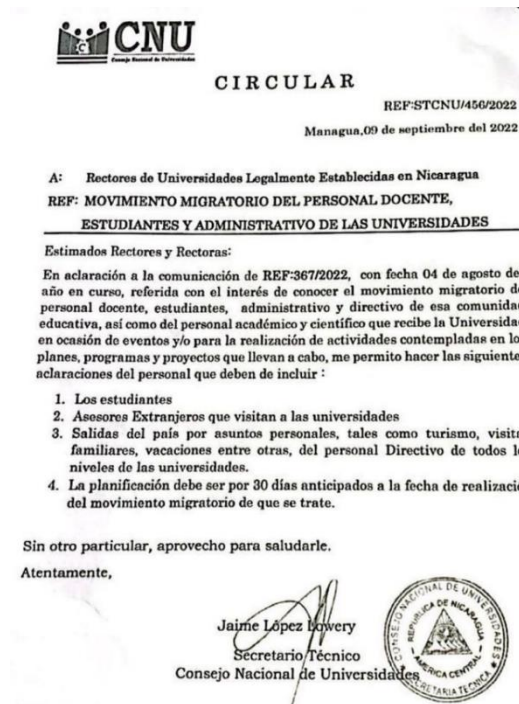 CNU
Consejo Nacional de Universidades
CIRCULAR
REF:STCNU/456/2022
Managua,09 de septiembre del 2022
A: Rectores de Universidades Legalmente Establecidas en Nicaragua
REF: MOVIMIENTO MIGRATORIO DEL PERSONAL DOCENTE,
ESTUDIANTES Y ADMINISTRATIVO DE LAS UNIVERSIDADES
Estimados Rectores y Rectoras:
En aclaración a la comunicación de REF:367/2022, con fecha 04 de agosto de
año en curso, referida con el interés de conocer el movimiento migratorio de
personal docente, estudiantes, administrativo y directivo de esa comunida
educativa, así como del personal académico y científico que recibe la Universida
en ocasión de eventos y/o para la realización de actividades contempladas en lo
planes, programas y proyectos que llevan a cabo, me permito hacer las siguiente
aclaraciones del personal que deben de incluir :
1. Los estudiantes
2. Asesores Extranjeros que visitan a las universidades
3. Salidas del país por asuntos personales, tales como turismo, visita
familiares, vacaciones entre otras, del personal Directivo de todos l
niveles de las universidades.
4. La planificación debe ser por 30 días anticipados a la fecha de realizació
del movimiento migratorio de que se trate.
Sin otro particular, aprovecho para saludarle.
Atentamente,
Jaime López Lowery
Secretario Técnico
Consejo Nacional de Universidades
CONSEJO NACIONAL DE UNIVERSIDADES
REPUBLICA DE NICARAGUA
AMERICA CENTRAL
SECRETARIA TECNICA